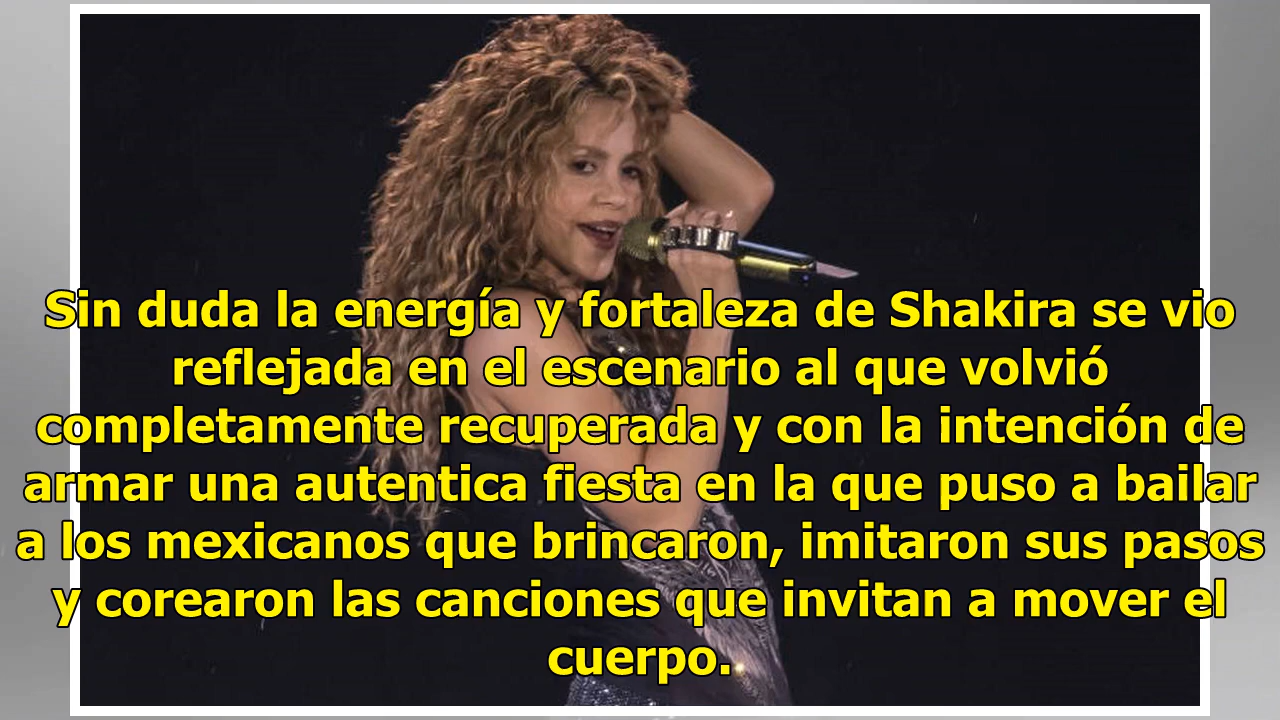 Sin duda la energía y fortaleza de Shakira se vio
reflejada en el escenario al que volvió
completamente recuperada y con la intención de
armar una autentica fiesta en la que puso a bailar
a los mexicanos que brincaron, imitaron sus pasos
y corearon las canciones que invitan a mover el
cuerpo.